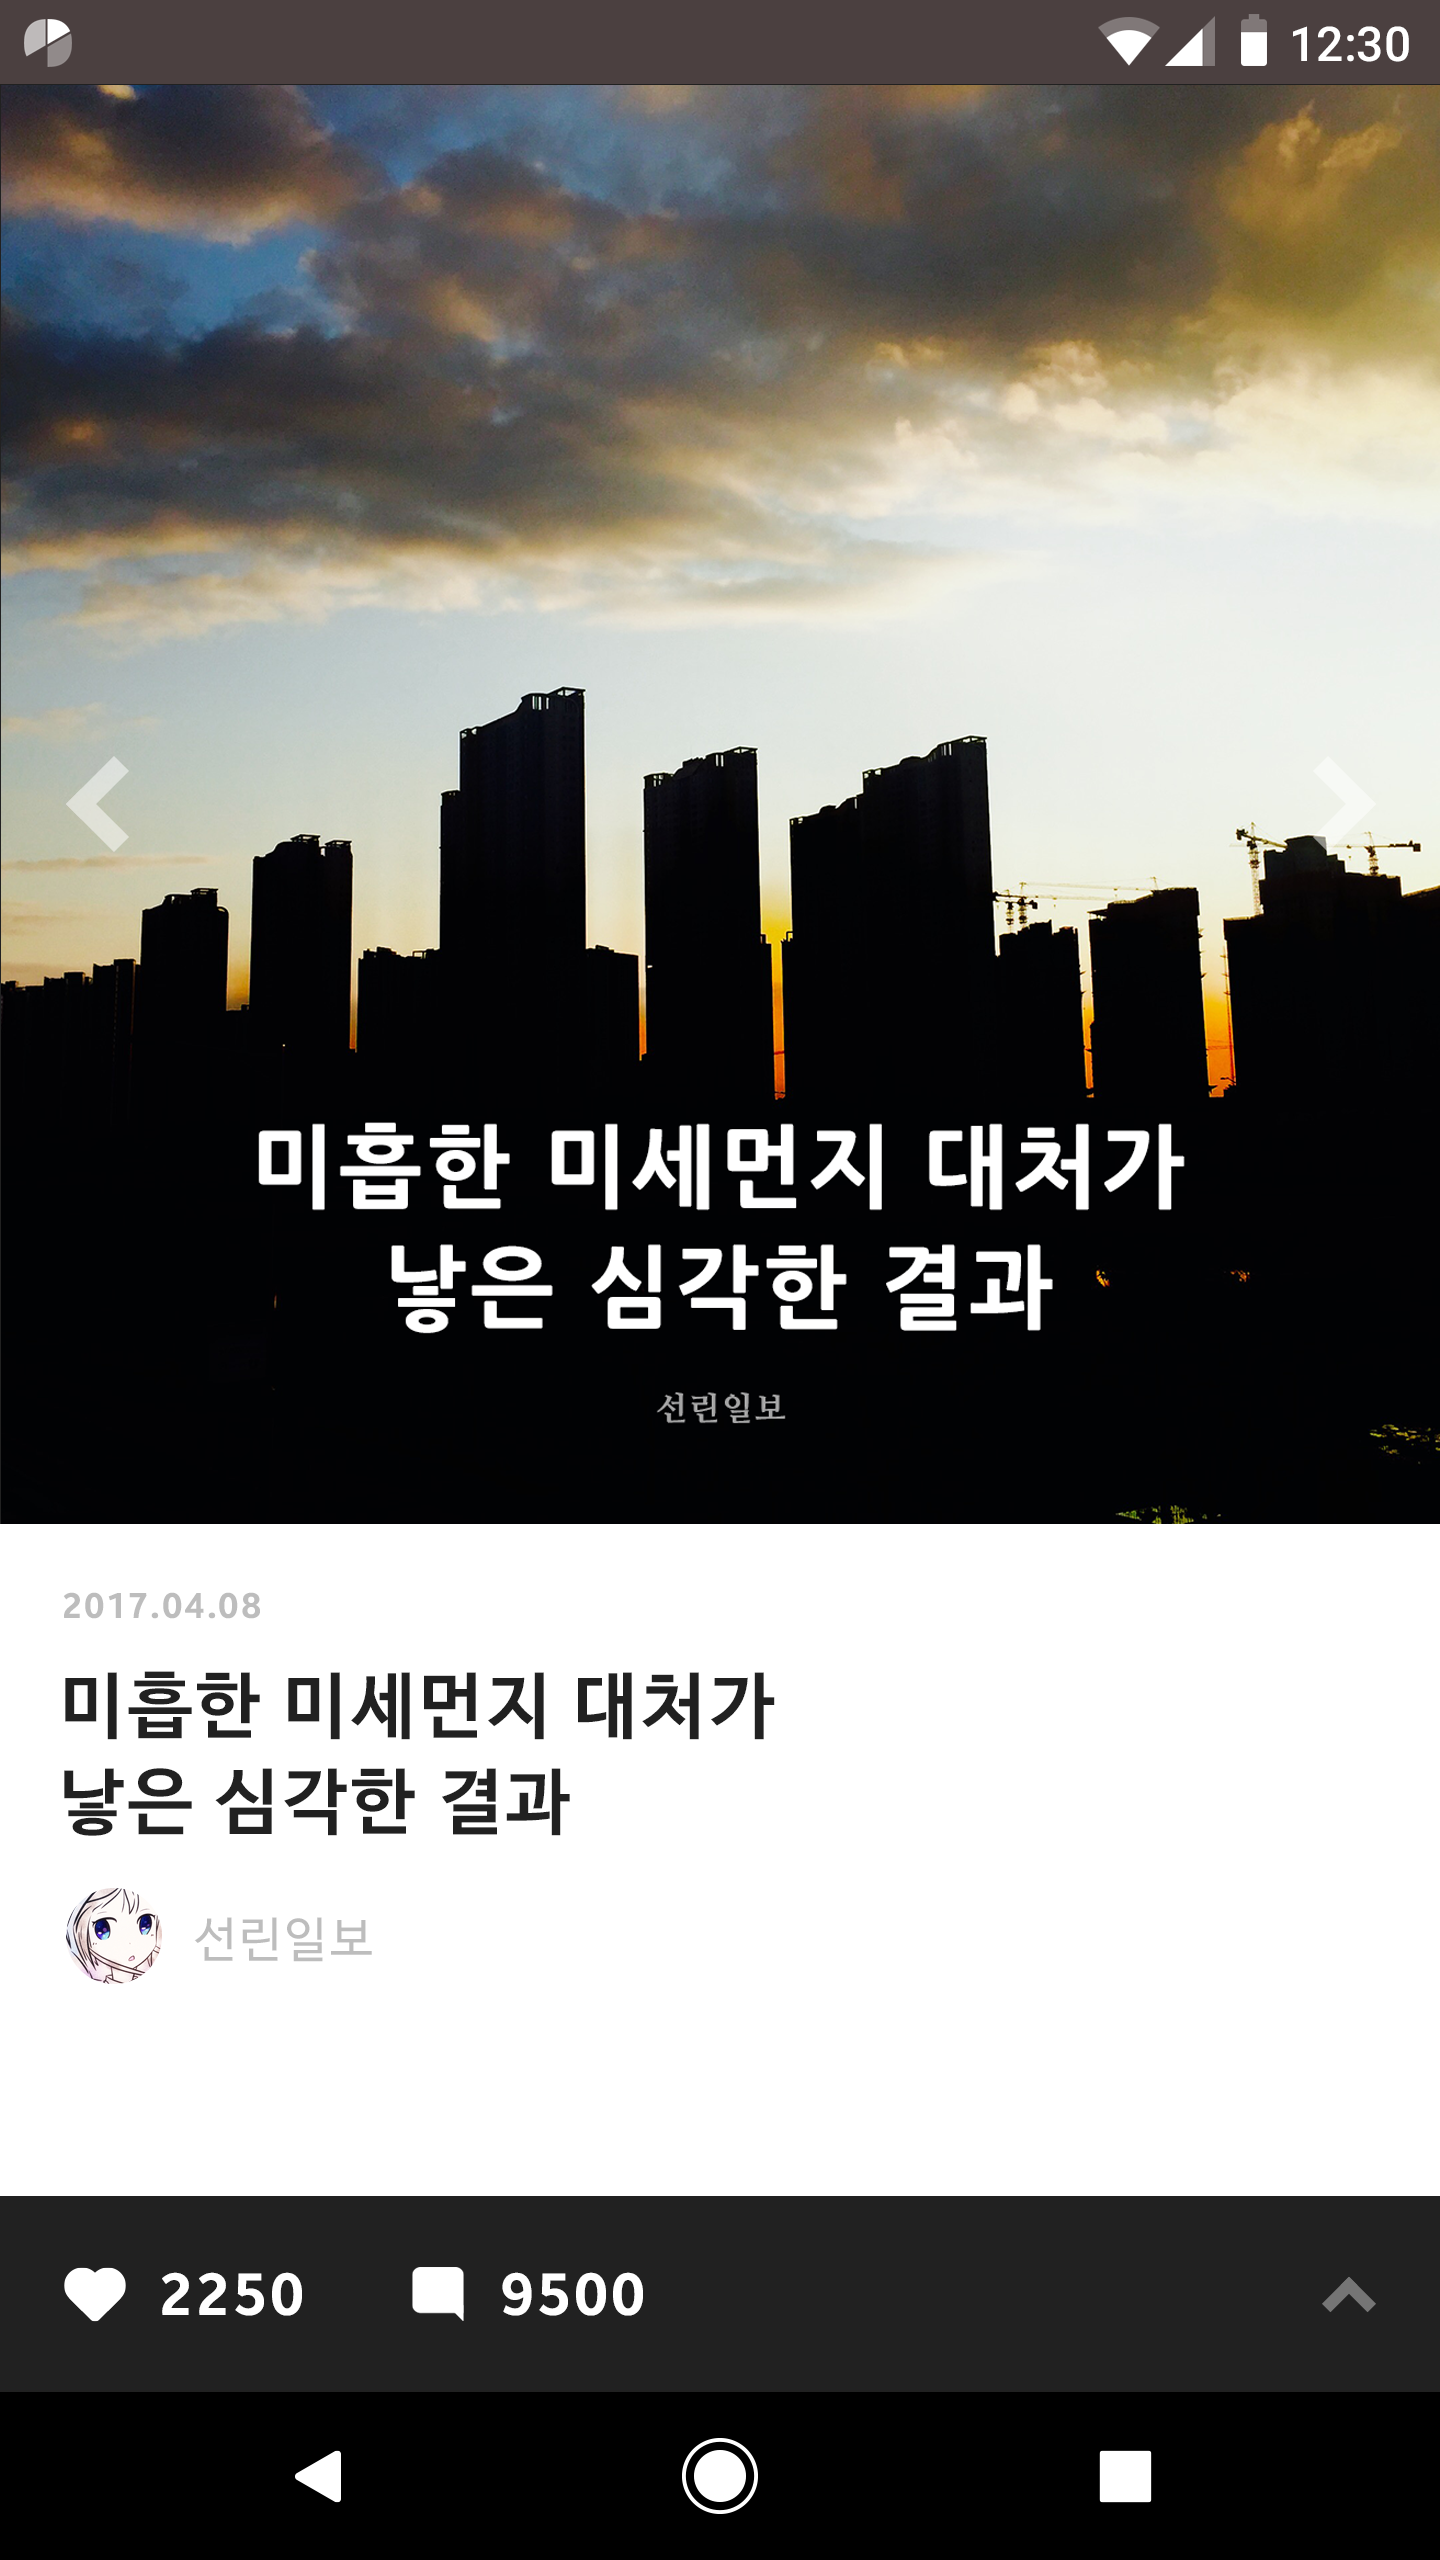 12:30
미흡한 미세먼지 대처가
낳은 심각한 결과
선린일보
2017.04.08
미흡한 미세먼지 대처가
낳은 심각한 결과
선린일보
2250
9500